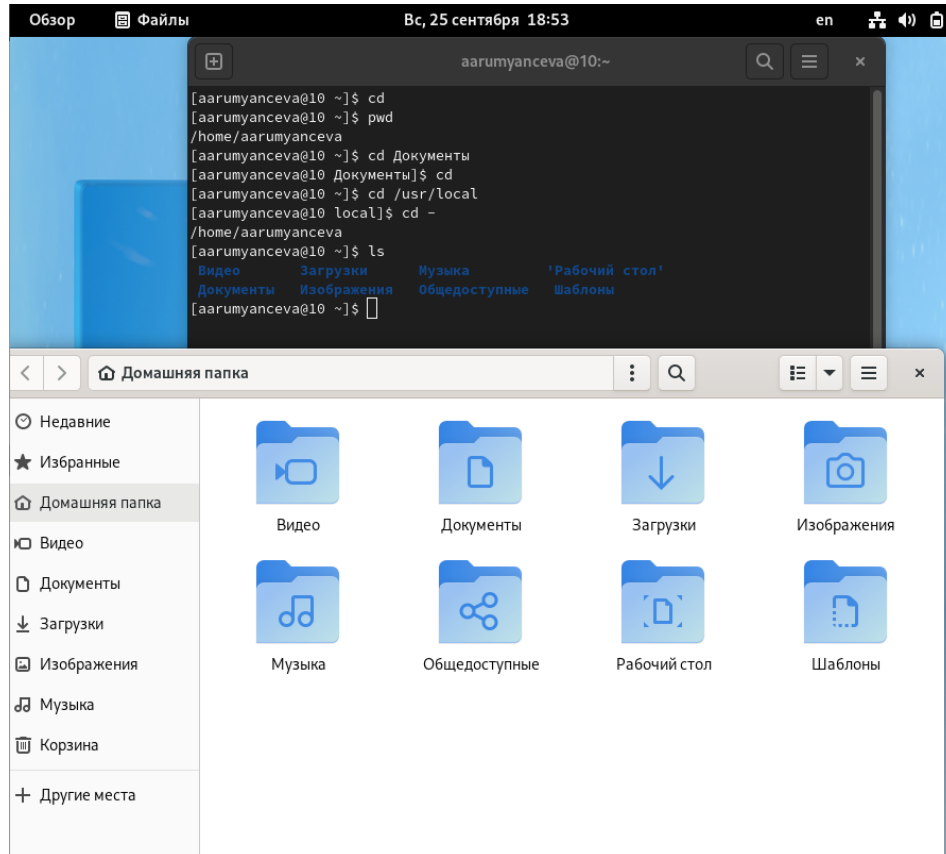 Обзор Файлы Вс, 25 сентября 18:53 en
aarumyanceva@10:~
[aarumyanceva@10 ~]$ cd
[aarumyanceva@10 ~]$ pwd
/home/aarumyanceva
[aarumyanceva@10 ~]$ cd Документы
[aarumyanceva@10 Документы]$ cd
[aarumyanceva@10 ~]$ cd /usr/local
[aarumyanceva@10 local]$ cd -
/home/aarumyanceva
[aarumyanceva@10 ~]$ ls
Видео Загрузки Музыка 'Рабочий стол'
Документы Изображения Общедоступные Шаблоны
[aarumyanceva@10 ~]$
Домашняя папка
Недавние
Избранные
Домашняя папка
Видео
Документы
Загрузки
Изображения
Музыка
Корзина
Другие места
Видео Документы Загрузки Изображения
Музыка Общедоступные Рабочий стол Шаблоны